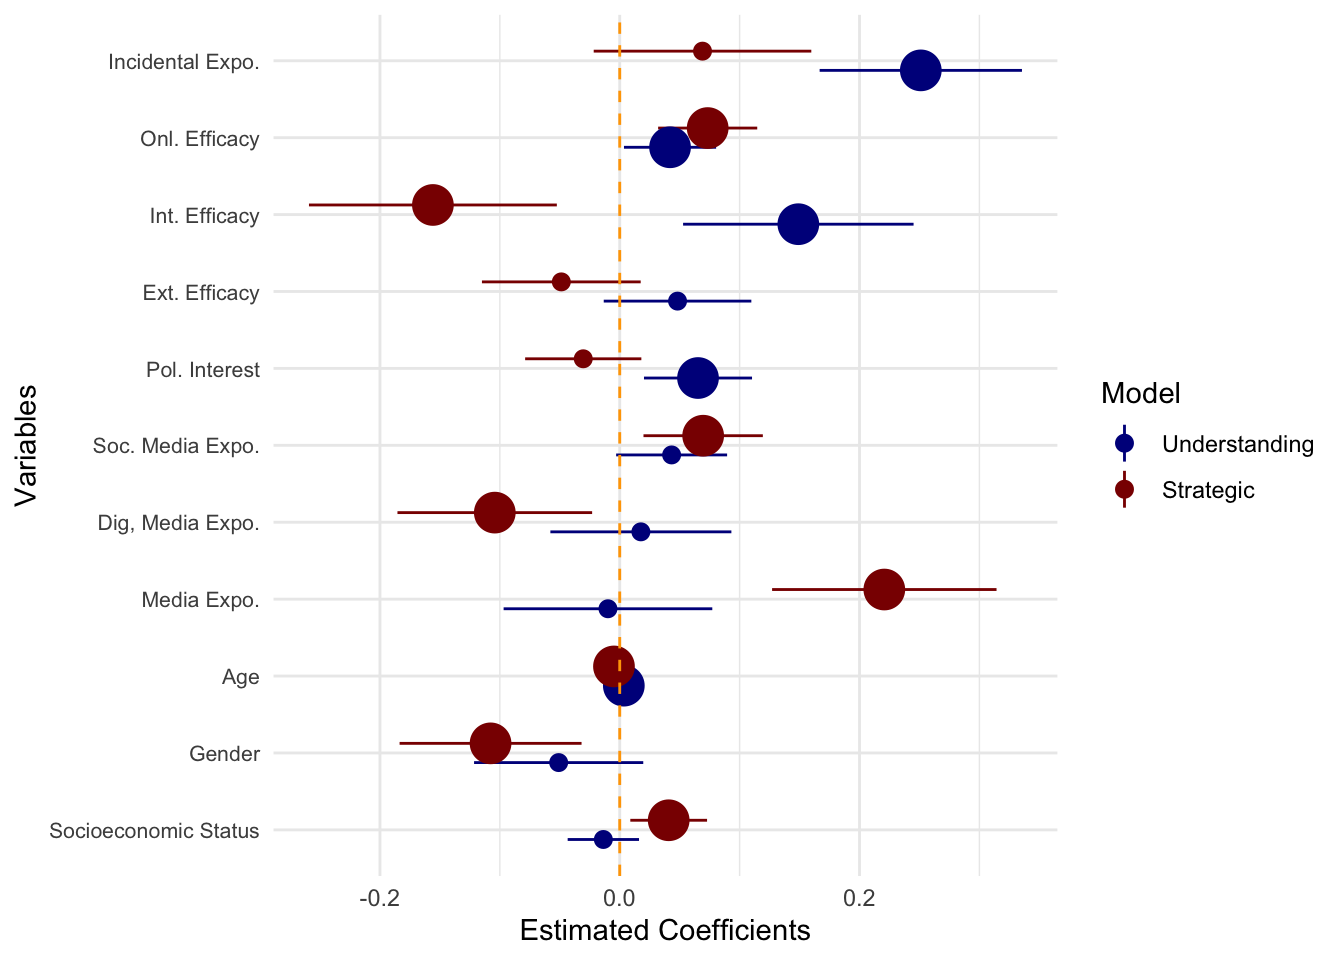 Incidental Expo.
Onl. Efficacy
Int. Efficacy
Ext. Efficacy
Pol. Interest
Soc. Media Expo.
Dig, Media Expo.
Media Expo.
Age
Gender
Socioeconomic Status
Variables
-0.2
0.0
0.2
Estimated Coefficients
Model
Understanding
Strategic